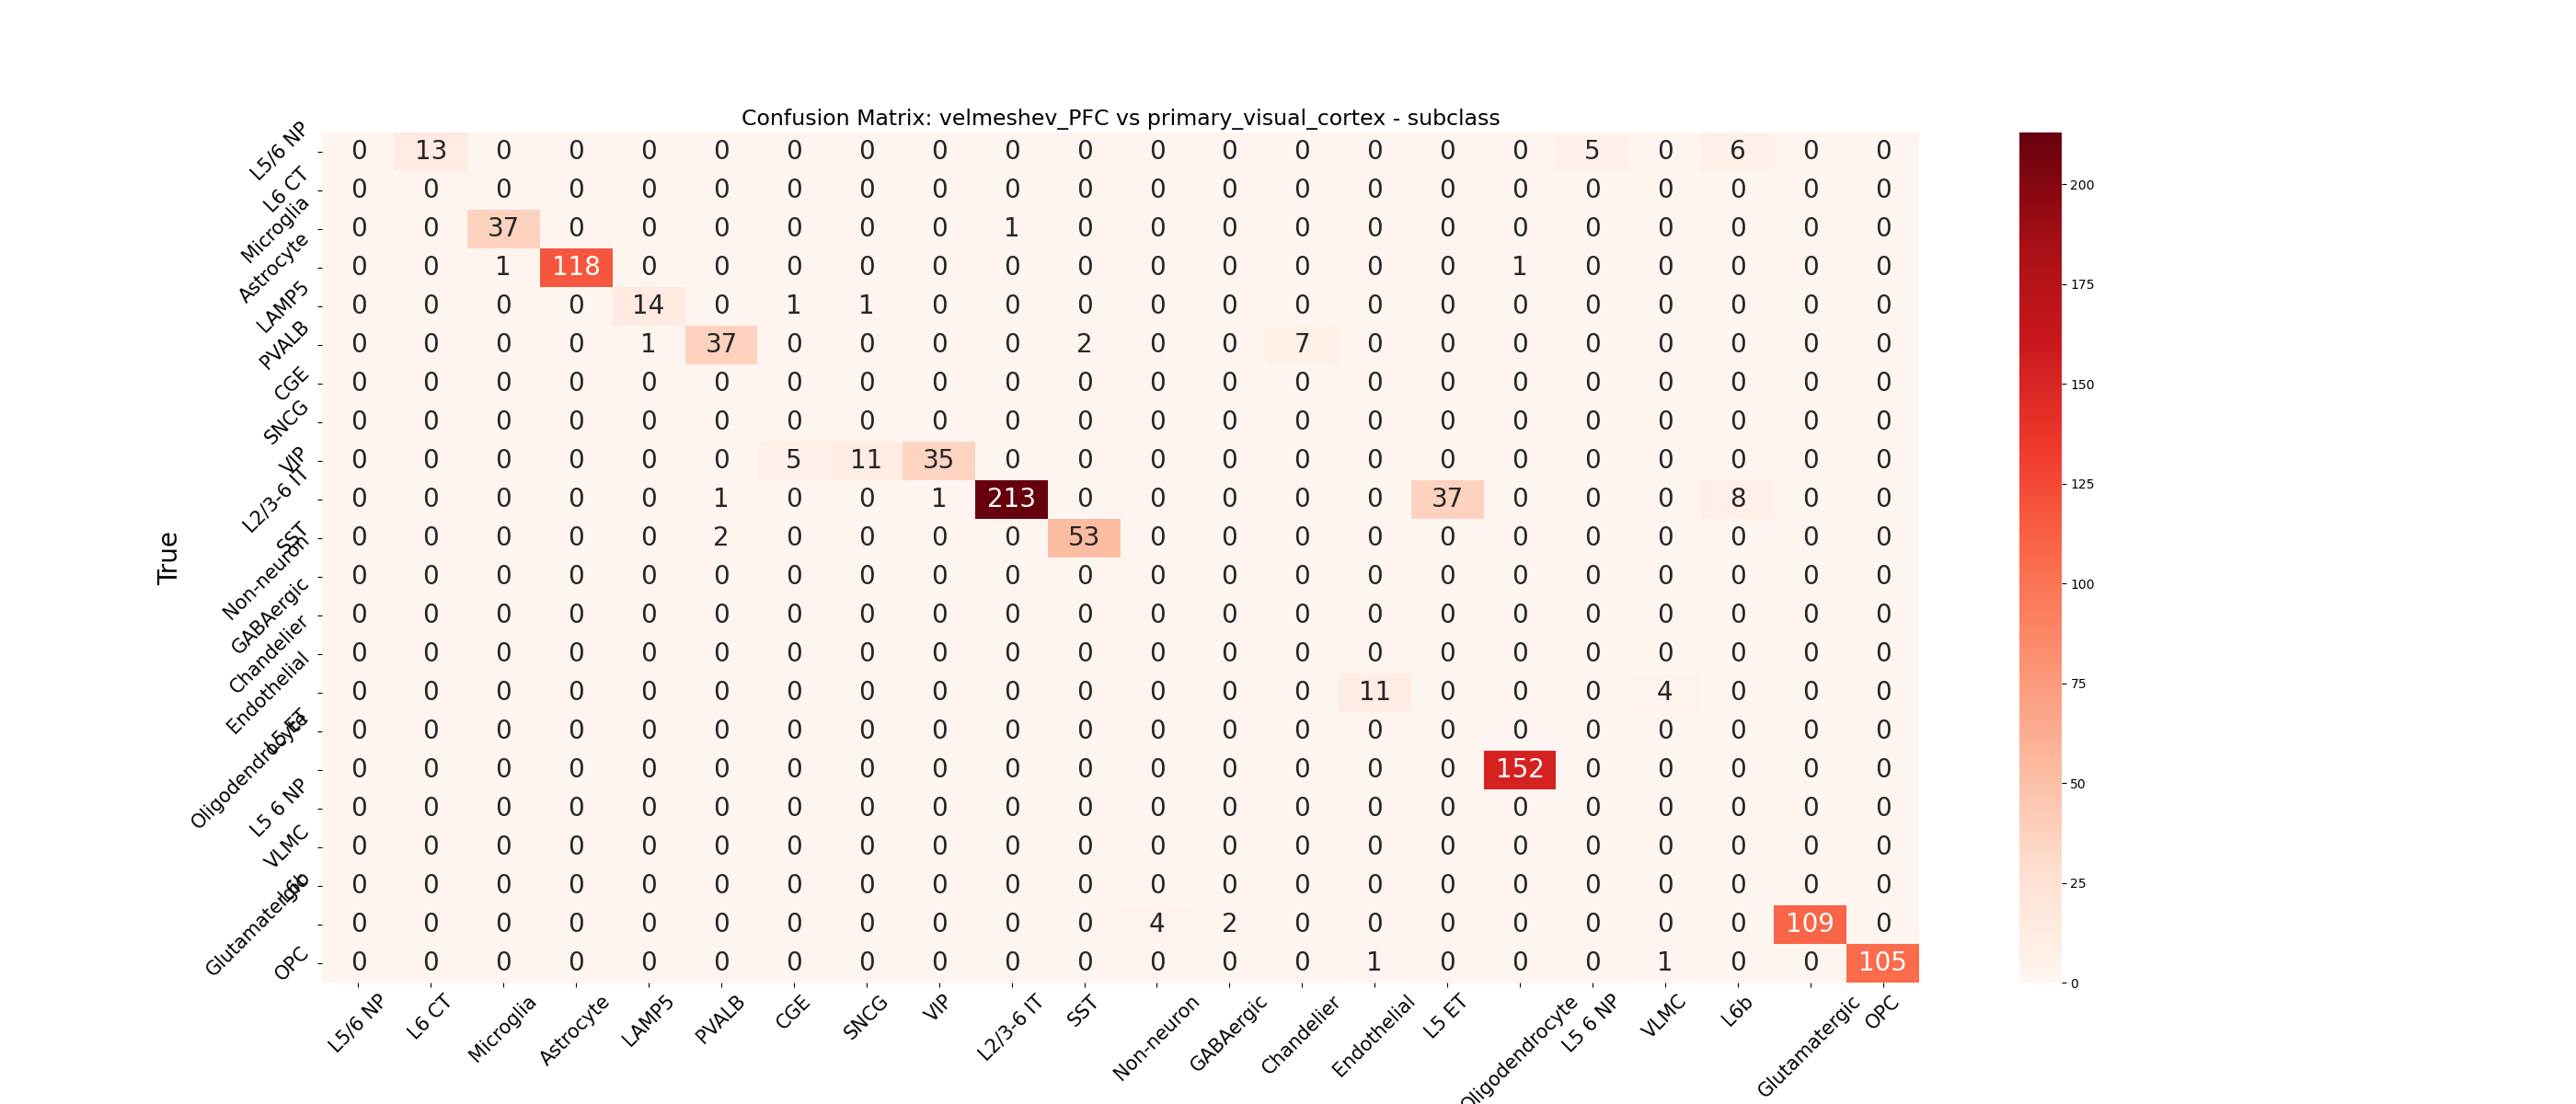 Confusion Matrix: velmeshev_PFC vs primary_visual_cortex - subclass
True
L5/6 NP 0 13 0 0 0 0 0 0 0 0 0 0 0 0 0 0 0 5 0 6 0 0
L6 CT 0 0 0 0 0 0 0 0 0 0 0 0 0 0 0 0 0 0 0 0 0 0
Microglia 0 0 37 0 0 0 0 0 0 1 0 0 0 0 0 0 0 0 0 0 0 0
Astrocyte 0 0 1 118 0 0 0 0 0 0 0 0 0 0 0 0 1 0 0 0 0 0
LAMP5 0 0 0 0 14 0 1 1 0 0 0 0 0 0 0 0 0 0 0 0 0 0
PVALB 0 0 0 0 1 37 0 0 0 0 2 0 0 7 0 0 0 0 0 0 0 0
CGE 0 0 0 0 0 0 0 0 0 0 0 0 0 0 0 0 0 0 0 0 0 0
SNCG 0 0 0 0 0 0 0 0 0 0 0 0 0 0 0 0 0 0 0 0 0 0
VIP 0 0 0 0 0 0 5 11 35 0 0 0 0 0 0 0 0 0 0 0 0 0
L2/3-6 IT 0 0 0 0 0 1 0 0 1 213 0 0 0 0 0 37 0 0 0 8 0 0
SST 0 0 0 0 0 2 0 0 0 0 53 0 0 0 0 0 0 0 0 0 0 0
Non-neuron 0 0 0 0 0 0 0 0 0 0 0 0 0 0 0 0 0 0 0 0 0 0
GABAergic 0 0 0 0 0 0 0 0 0 0 0 0 0 0 0 0 0 0 0 0 0 0
Chandelier 0 0 0 0 0 0 0 0 0 0 0 0 0 0 0 0 0 0 0 0 0 0
Endothelial 0 0 0 0 0 0 0 0 0 0 0 0 0 0 11 0 0 0 4 0 0 0
L5 ET 0 0 0 0 0 0 0 0 0 0 0 0 0 0 0 0 0 0 0 0 0 0
Oligodendrocyte 0 0 0 0 0 0 0 0 0 0 0 0 0 0 0 0 152 0 0 0 0 0
L5 6 NP 0 0 0 0 0 0 0 0 0 0 0 0 0 0 0 0 0 0 0 0 0 0
VLMC 0 0 0 0 0 0 0 0 0 0 0 0 0 0 0 0 0 0 0 0 0 0
L6b 0 0 0 0 0 0 0 0 0 0 0 0 0 0 0 0 0 0 0 0 0 0
Glutamatergic 0 0 0 0 0 0 0 0 0 0 0 4 2 0 0 0 0 0 0 0 109 0
OPC 0 0 0 0 0 0 0 0 0 0 0 0 0 0 1 0 0 0 1 0 0 105
L5/6 NP L6 CT Microglia Astrocyte LAMP5 PVALB CGE SNCG VIP L2/3-6 IT SST Non-neuron GABAergic Chandelier Endothelial L5 ET Oligodendrocyte L5 6 NP VLMC L6b Glutamatergic OPC
200
175
150
125
100
75
50
25
0